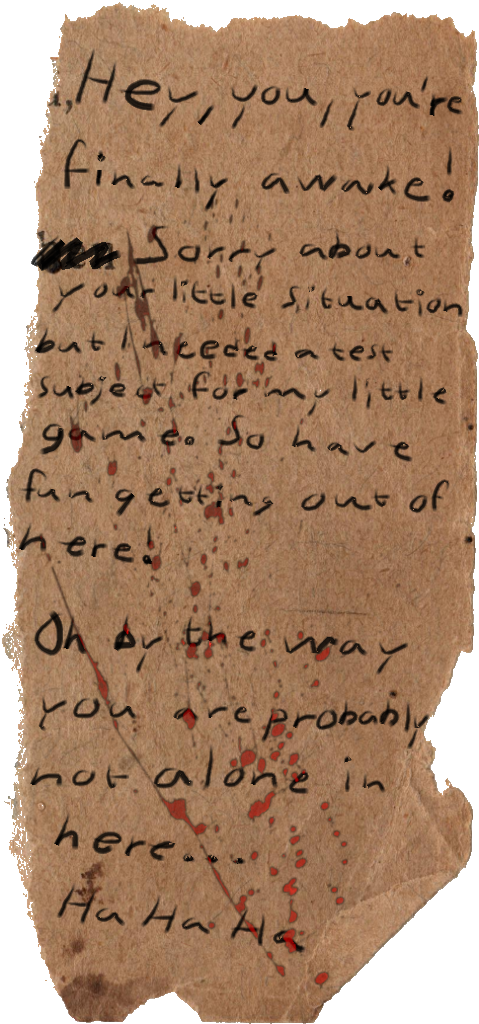 Hey, you, you're
finally awake!
Sorry about
your little situation
but I needed a test
subject for my little
game. So have
fun getting out of
here!
Oh by the way
you are probably
not alone in
here...
Ha Ha Ha